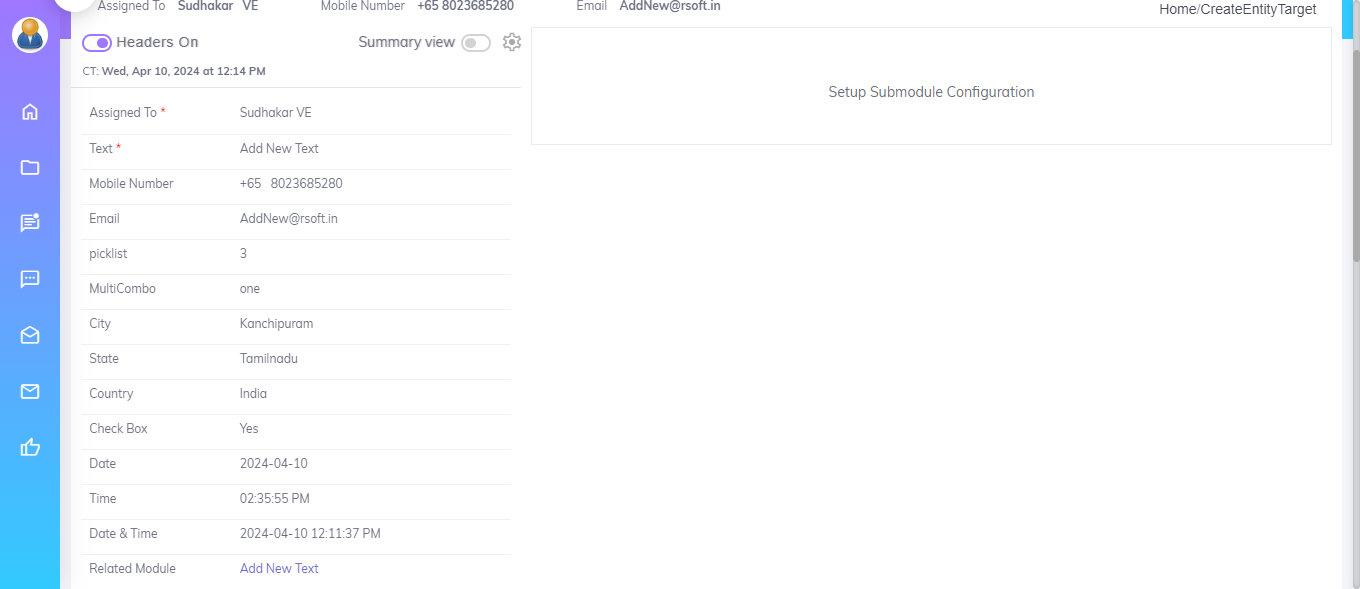 Assigned To Sudhakar VE Mobile Number +65 8023685280 Email AddNew@rsoft.in
Home/CreateEntityTarget
Headers On Summary view
CT: Wed, Apr 10, 2024 at 12:14 PM
Setup Submodule Configuration
Assigned To * Sudhakar VE
Text * Add New Text
Mobile Number +65 8023685280
Email AddNew@rsoft.in
picklist 3
MultiCombo one
City Kanchipuram
State Tamilnadu
Country India
Check Box Yes
Date 2024-04-10
Time 02:35:55 PM
Date & Time 2024-04-10 12:11:37 PM
Related Module Add New Text